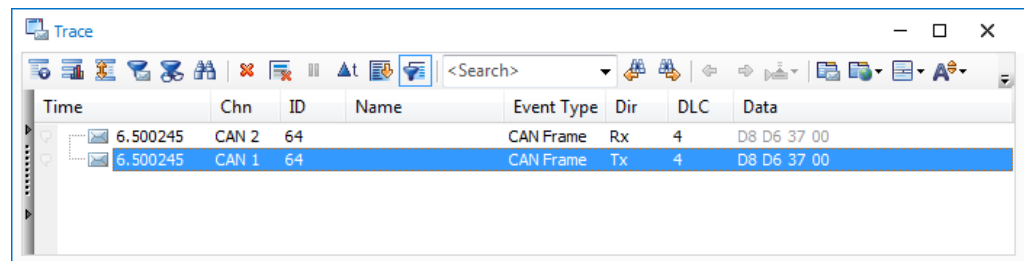 Trace
Δt <Search> A
Time Chn ID Name Event Type Dir DLC Data
6.500245 CAN 2 64 CAN Frame Rx 4 D8 D6 37 00
6.500245 CAN 1 64 CAN Frame Tx 4 D8 D6 37 00